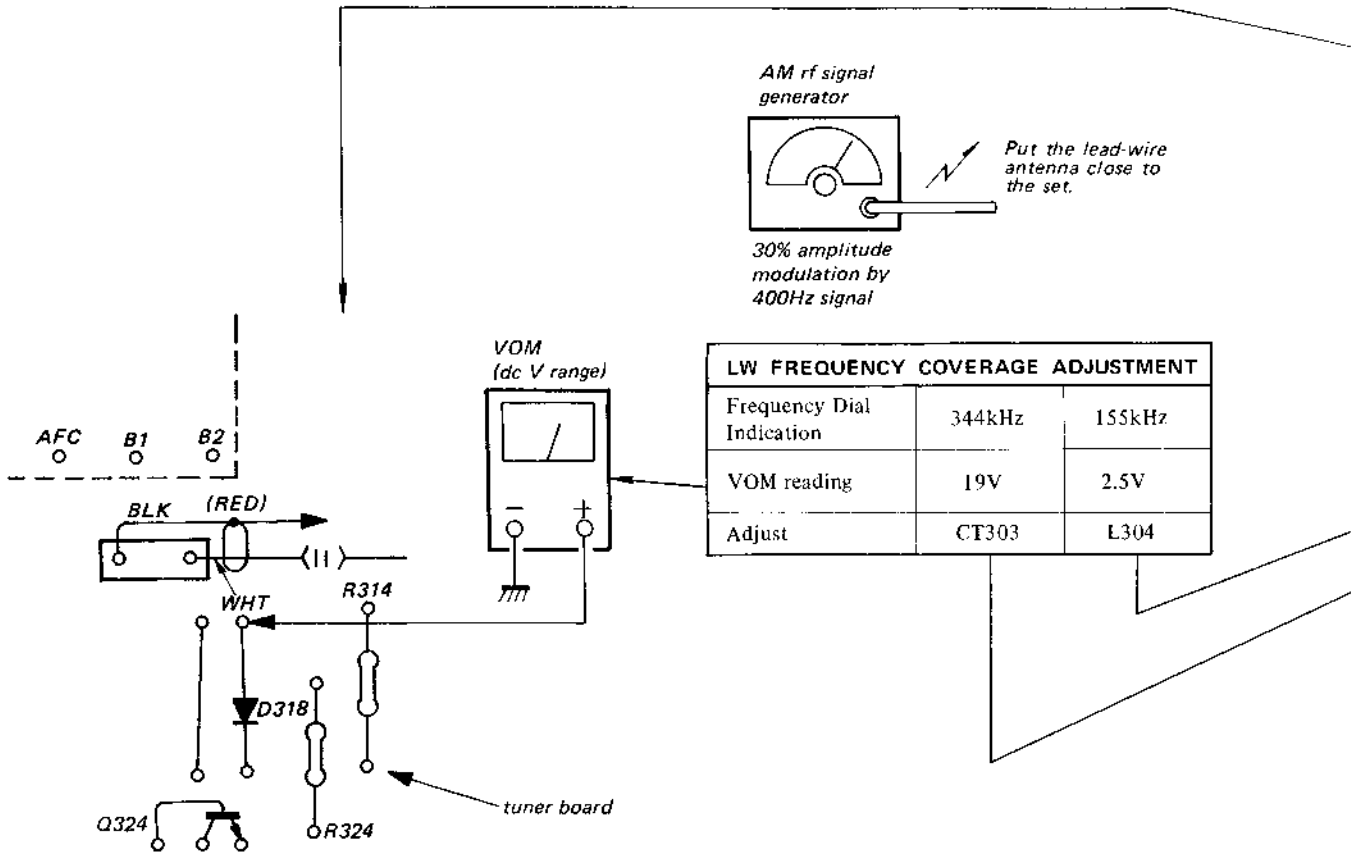 AM rf signal
generator
Put the lead-wire
antenna close to
the set.
30% amplitude
modulation by
400Hz signal
VOM
(dc V range)
- +
LW FREQUENCY COVERAGE ADJUSTMENT
Frequency Dial
Indication
344kHz 155kHz
VOM reading 19V 2.5V
Adjust CT303 L304
AFC B1 B2
BLK (RED)
WHT
R314
D318
tuner board
Q324
R324